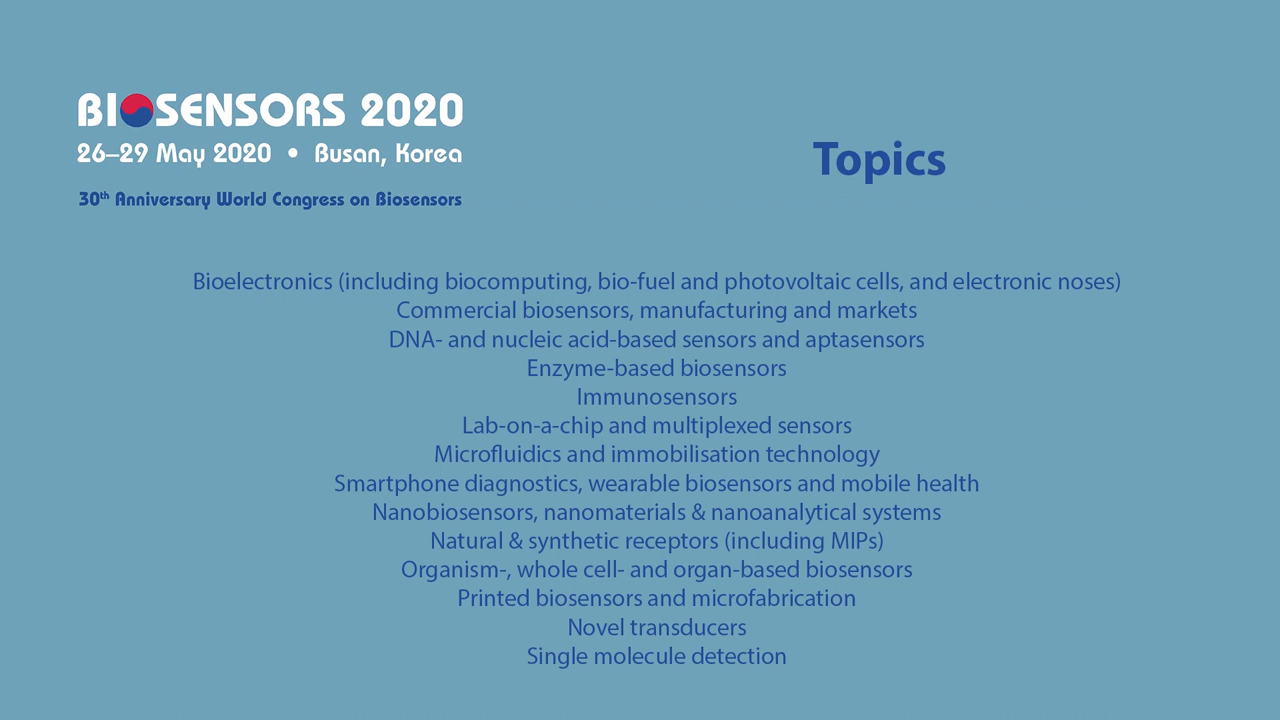 BIOSENSORS 2020
26–29 May 2020 • Busan, Korea
30th Anniversary World Congress on Biosensors
Topics
Bioelectronics (including biocomputing, bio-fuel and photovoltaic cells, and electronic noses)
Commercial biosensors, manufacturing and markets
DNA- and nucleic acid-based sensors and aptasensors
Enzyme-based biosensors
Immunosensors
Lab-on-a-chip and multiplexed sensors
Microfluidics and immobilisation technology
Smartphone diagnostics, wearable biosensors and mobile health
Nanobiosensors, nanomaterials & nanoanalytical systems
Natural & synthetic receptors (including MIPs)
Organism-, whole cell- and organ-based biosensors
Printed biosensors and microfabrication
Novel transducers
Single molecule detection